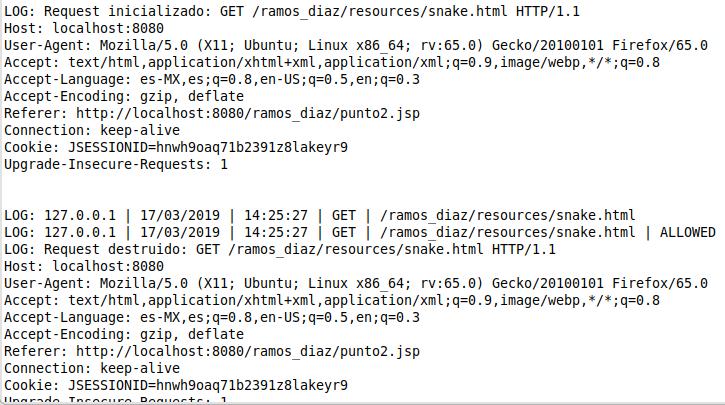 LOG: Request inicializado: GET /ramos_diaz/resources/snake.html HTTP/1.1
Host: localhost:8080
User-Agent: Mozilla/5.0 (X11; Ubuntu; Linux x86_64; rv:65.0) Gecko/20100101 Firefox/65.0
Accept: text/html,application/xhtml+xml,application/xml;q=0.9,image/webp,*/*;q=0.8
Accept-Language: es-MX,es;q=0.8,en-US;q=0.5,en;q=0.3
Accept-Encoding: gzip, deflate
Referer: http://localhost:8080/ramos_diaz/punto2.jsp
Connection: keep-alive
Cookie: JSESSIONID=hnwh9oaq71b2391z8lakeyr9
Upgrade-Insecure-Requests: 1
LOG: 127.0.0.1 | 17/03/2019 | 14:25:27 | GET | /ramos_diaz/resources/snake.html
LOG: 127.0.0.1 | 17/03/2019 | 14:25:27 | GET | /ramos_diaz/resources/snake.html | ALLOWED
LOG: Request destruido: GET /ramos_diaz/resources/snake.html HTTP/1.1
Host: localhost:8080
User-Agent: Mozilla/5.0 (X11; Ubuntu; Linux x86_64; rv:65.0) Gecko/20100101 Firefox/65.0
Accept: text/html,application/xhtml+xml,application/xml;q=0.9,image/webp,*/*;q=0.8
Accept-Language: es-MX,es;q=0.8,en-US;q=0.5,en;q=0.3
Accept-Encoding: gzip, deflate
Referer: http://localhost:8080/ramos_diaz/punto2.jsp
Connection: keep-alive
Cookie: JSESSIONID=hnwh9oaq71b2391z8lakeyr9
Upgrade-Insecure-Requests: 1